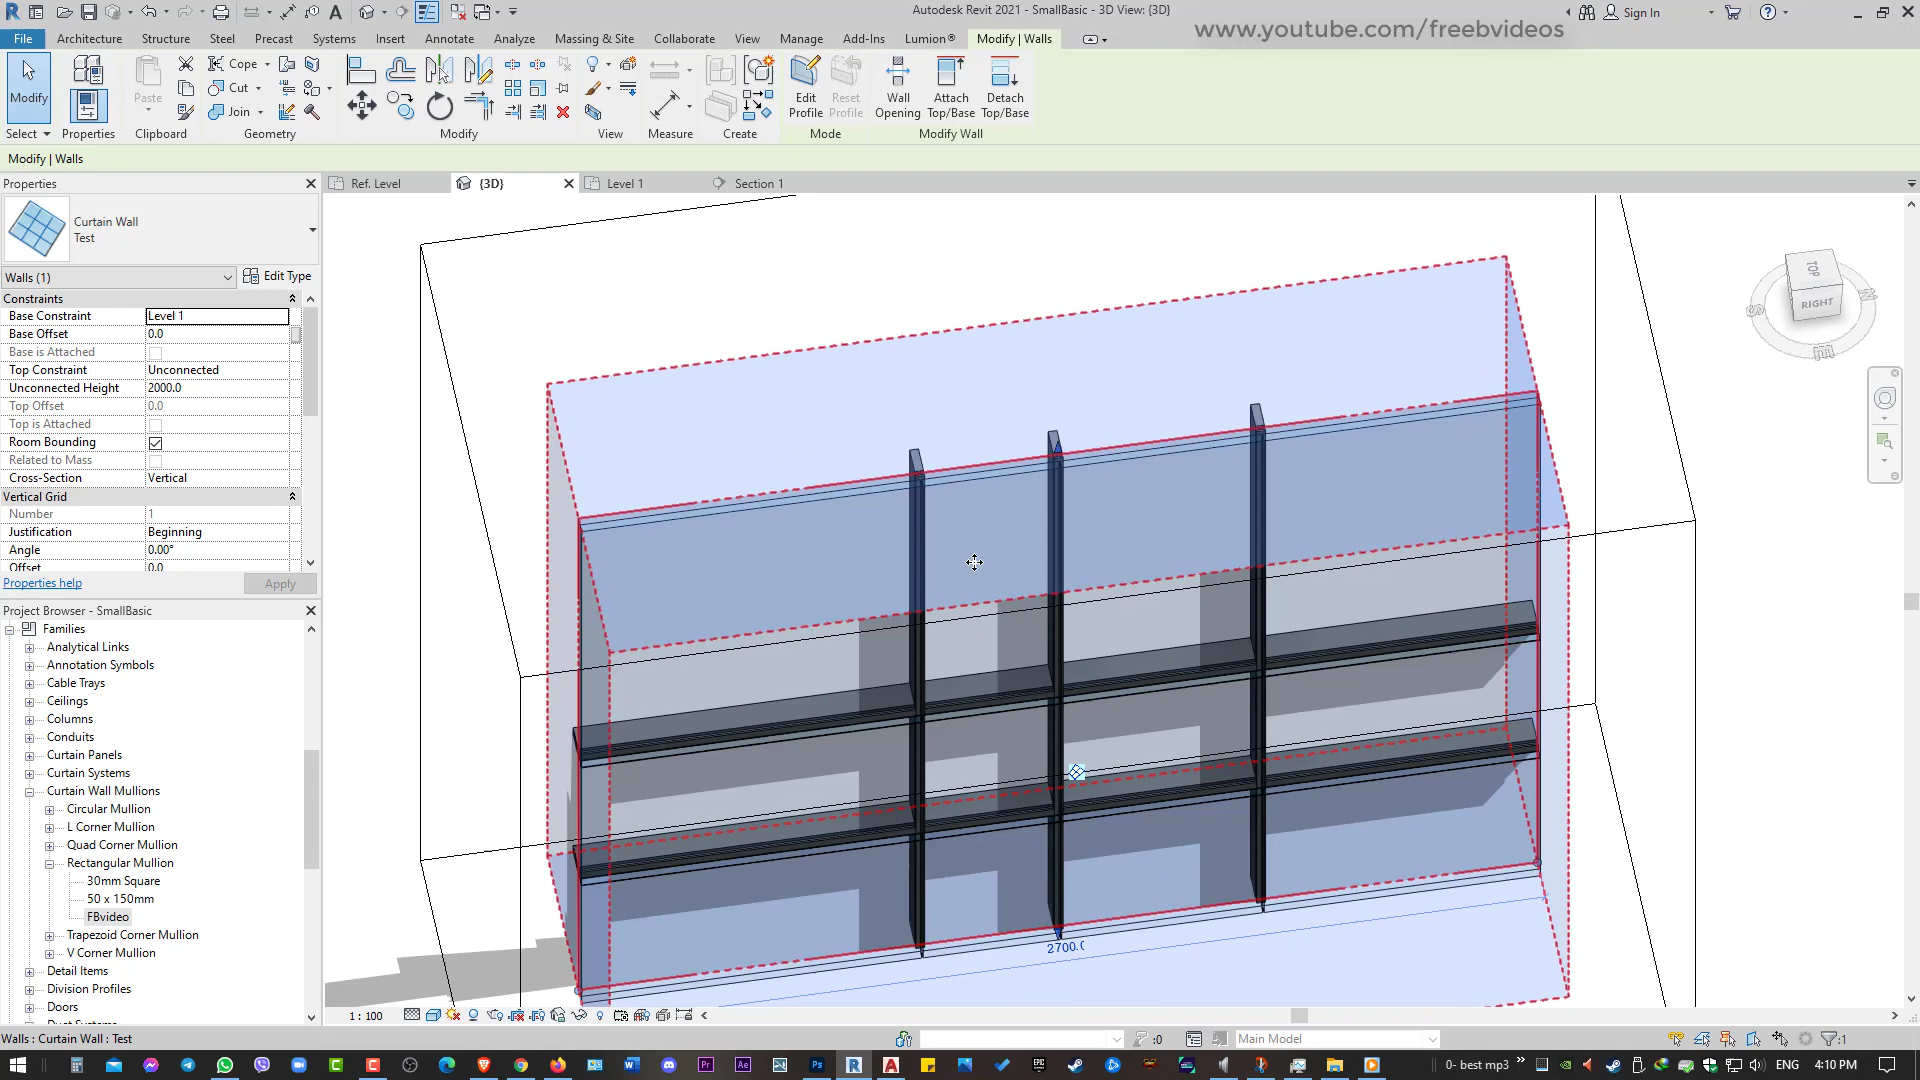 Autodesk Revit 2021 - SmallBasic - 3D View: {3D}
Sign In
www.youtube.com/freebvideos
File Architecture Structure Steel Precast Systems Insert Annotate Analyze Massing & Site Collaborate View Manage Add-Ins Lumion® Modify | Walls
Modify
Select
Properties
Paste
Clipboard
Cope
Cut
Join
Geometry
Modify
View
Measure
Create
Edit Profile
Reset Profile
Mode
Wall Opening
Attach Top/Base
Detach Top/Base
Modify Wall
Modify | Walls
Properties
Ref. Level
{3D}
Level 1
Section 1
Curtain Wall
Test
Walls (1)
Edit Type
Constraints
Base Constraint Level 1
Base Offset 0.0
Base is Attached
Top Constraint Unconnected
Unconnected Height 2000.0
Top Offset 0.0
Top is Attached
Room Bounding
Related to Mass
Cross-Section Vertical
Vertical Grid
Number 1
Justification Beginning
Angle 0.00°
Offset 0.0
Properties help
Apply
Project Browser - SmallBasic
Families
Analytical Links
Annotation Symbols
Cable Trays
Ceilings
Columns
Conduits
Curtain Panels
Curtain Systems
Curtain Wall Mullions
Circular Mullion
L Corner Mullion
Quad Corner Mullion
Rectangular Mullion
30mm Square
50 x 150mm
FBvideo
Trapezoid Corner Mullion
V Corner Mullion
Detail Items
Division Profiles
Doors
TOP
RIGHT
S
N
E
2700.0
1 : 100
Walls : Curtain Wall : Test
:0
Main Model
:1
0- best mp3
ENG
4:10 PM